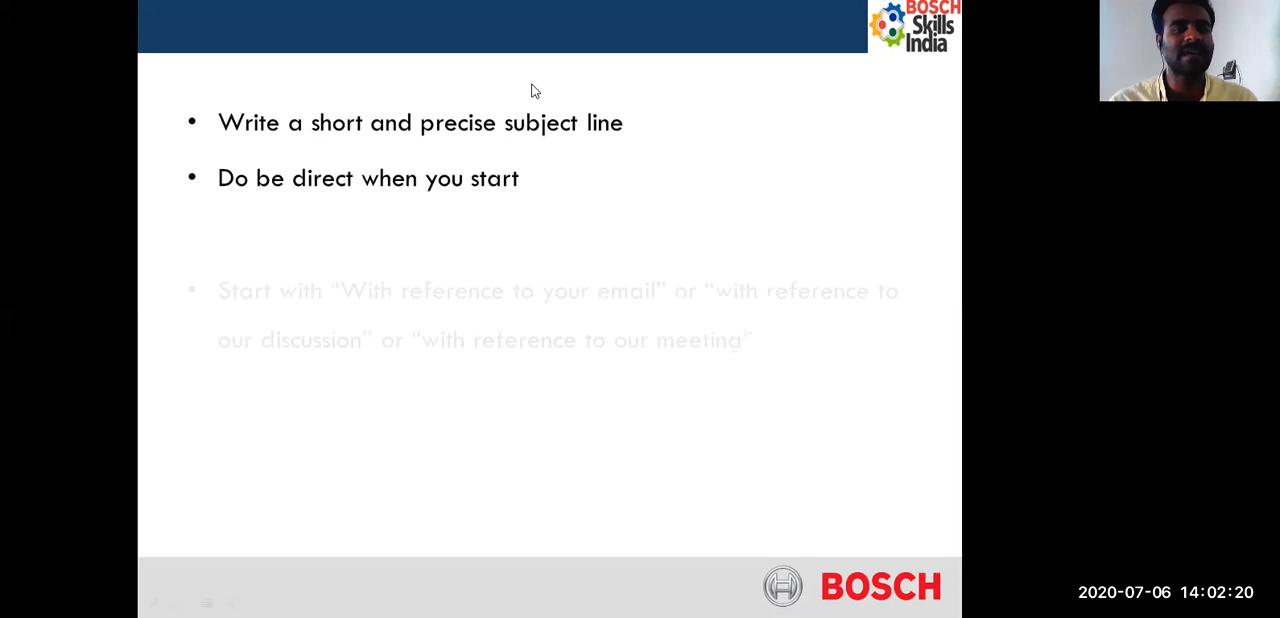 BOSCH
Skills
India
• Write a short and precise subject line
• Do be direct when you start
• Start with “With reference to your email” or “with reference to
our discussion” or “with reference to our meeting”
BOSCH
2020-07-06 14:02:20